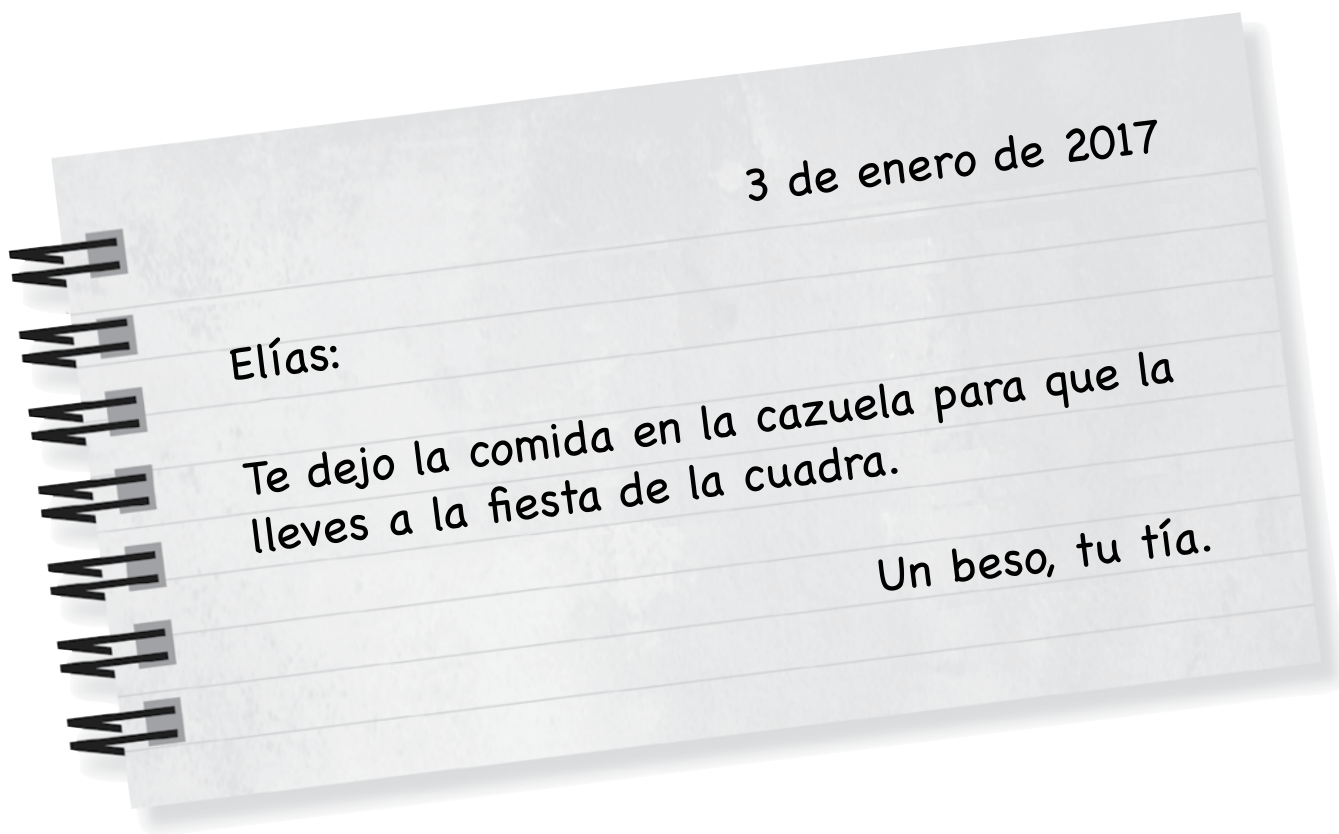 3 de enero de 2017
Elías:
Te dejo la comida en la cazuela para que la
lleves a la fiesta de la cuadra.
Un beso, tu tía.